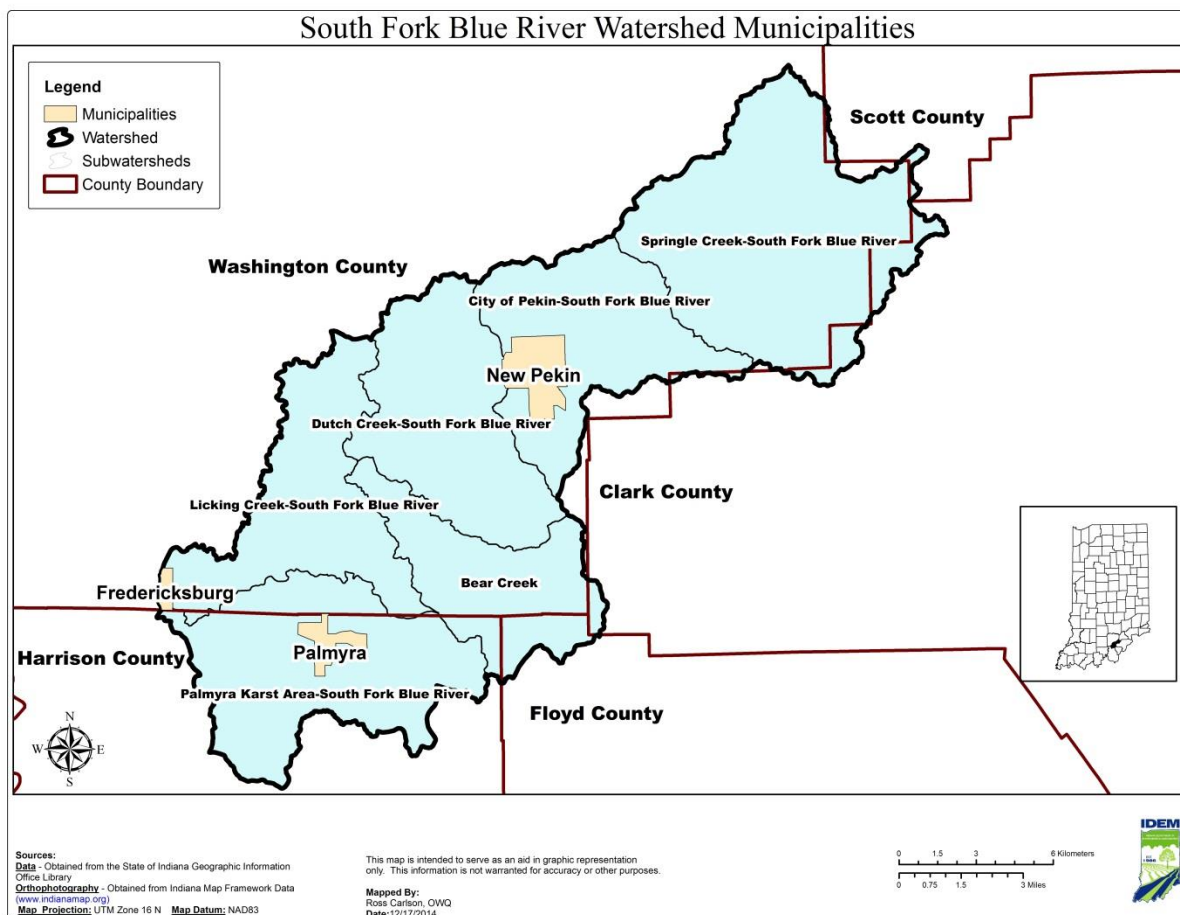 South Fork Blue River Watershed Municipalities
Legend
Municipalities
Watershed
Subwatersheds
County Boundary
Scott County
Springle Creek-South Fork Blue River
Washington County
City of Pekin-South Fork Blue River
New Pekin
Dutch Creek-South Fork Blue River
Clark County
Licking Creek-South Fork Blue River
Bear Creek
Fredericksburg
Harrison County
Palmyra
Palmyra Karst Area-South Fork Blue River
Floyd County
N
W E
S
Sources:
Data - Obtained from the State of Indiana Geographic Information
Office Library
Orthophotography - Obtained from Indiana Map Framework Data
(www.indianamap.org)
Map Projection: UTM Zone 16 N Map Datum: NAD83
This map is intended to serve as an aid in graphic representation
only. This information is not warranted for accuracy or other purposes.
Mapped By:
Ross Carlson, OWQ
Date:12/17/2014
0 1.5 3 6 Kilometers
0 0.75 1.5 3 Miles
IDEM